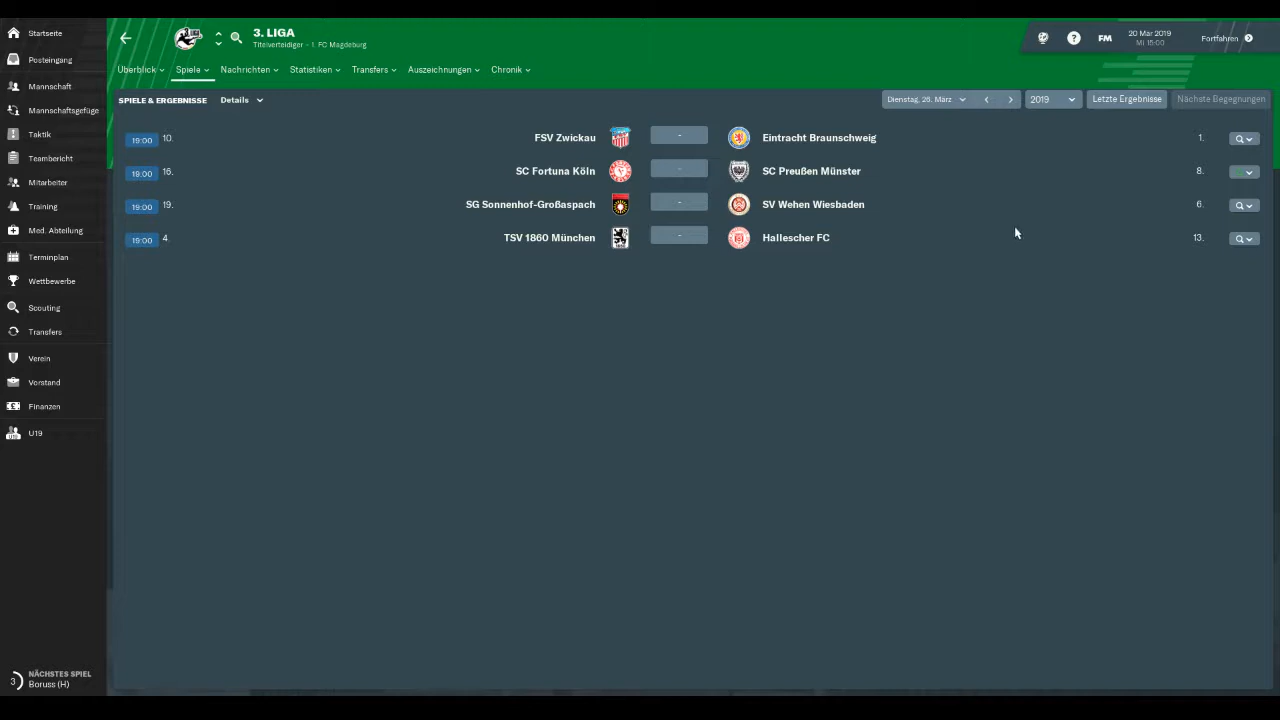 Startseite
Posteingang
Mannschaft
Mannschaftsgefüge
Taktik
Teambericht
Mitarbeiter
Training
Med. Abteilung
Terminplan
Wettbewerbe
Scouting
Transfers
Verein
Vorstand
Finanzen
U19
3
NÄCHSTES SPIEL
Boruss (H)
3. LIGA
Titelverteidiger - 1. FC Magdeburg
? FM 20 Mar 2019 Fortfahren
Mi 15:00
Überblick Spiele Nachrichten Statistiken Transfers Auszeichnungen Chronik
SPIELE & ERGEBNISSE Details Dienstag, 26. März 2019 Letzte Ergebnisse Nächste Begegnungen
19:00 10. FSV Zwickau - Eintracht Braunschweig 1.
19:00 16. SC Fortuna Köln - SC Preußen Münster 8.
19:00 19. SG Sonnenhof-Großaspach - SV Wehen Wiesbaden 6.
19:00 4. TSV 1860 München - Hallescher FC 13.